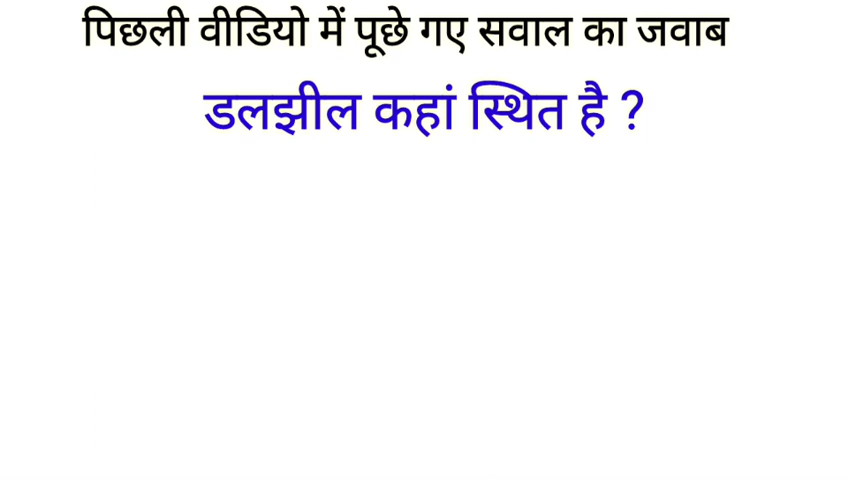 पिछली वीडियो में पूछे गए सवाल का जवाब
डलझील कहां स्थित है ?